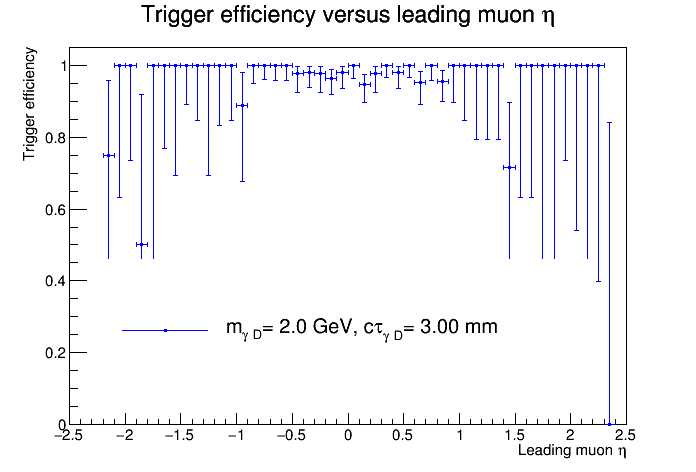 Trigger efficiency versus leading muon η
Trigger efficiency
1
0.8
0.6
0.4
0.2
0
m_γ D= 2.0 GeV, cτ_γ D= 3.00 mm
−2.5 −2 −1.5 −1 −0.5 0 0.5 1 1.5 2 2.5
Leading muon η